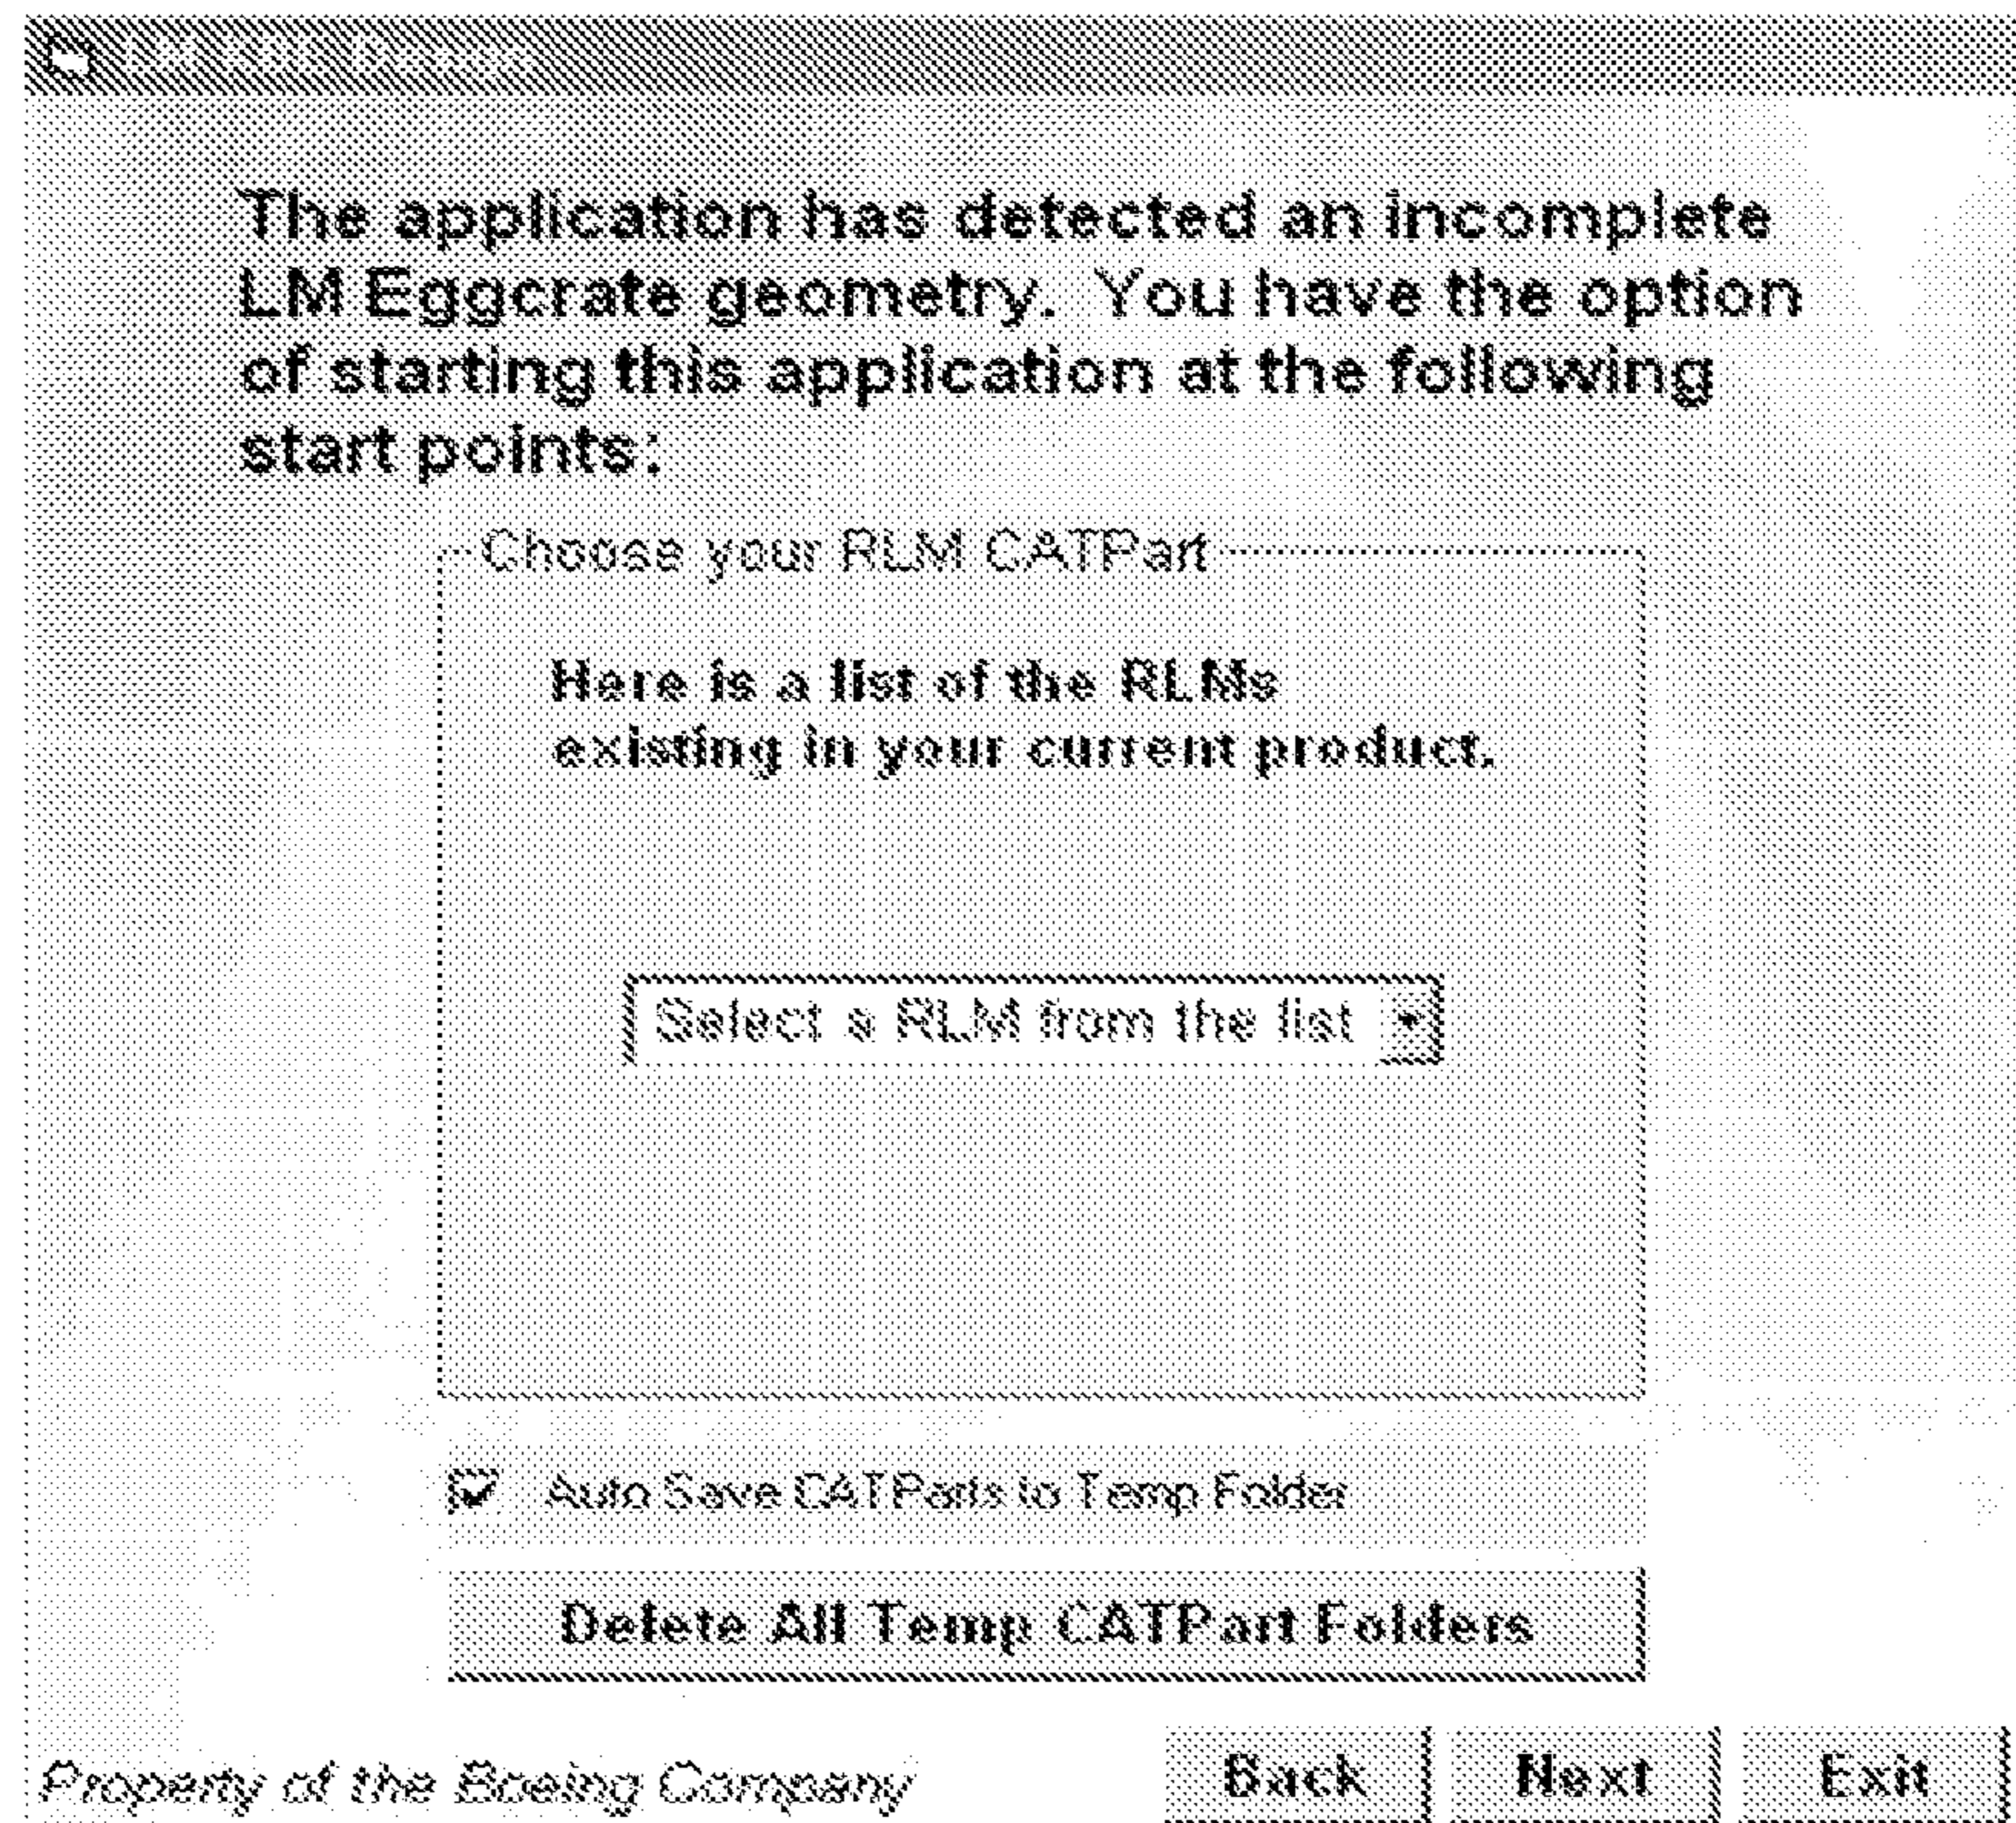 The application has detected an incomplete
LM Eggcrate geometry. You have the option
of starting this application at the following
start points:
Choose your RLM CATPart
Here is a list of the RLMs
existing in your current product.
Select a RLM from the list
Auto Save CATParts to Temp Folder
Delete All Temp CATPart Folders
Property of the Boeing Company
Back Next Exit